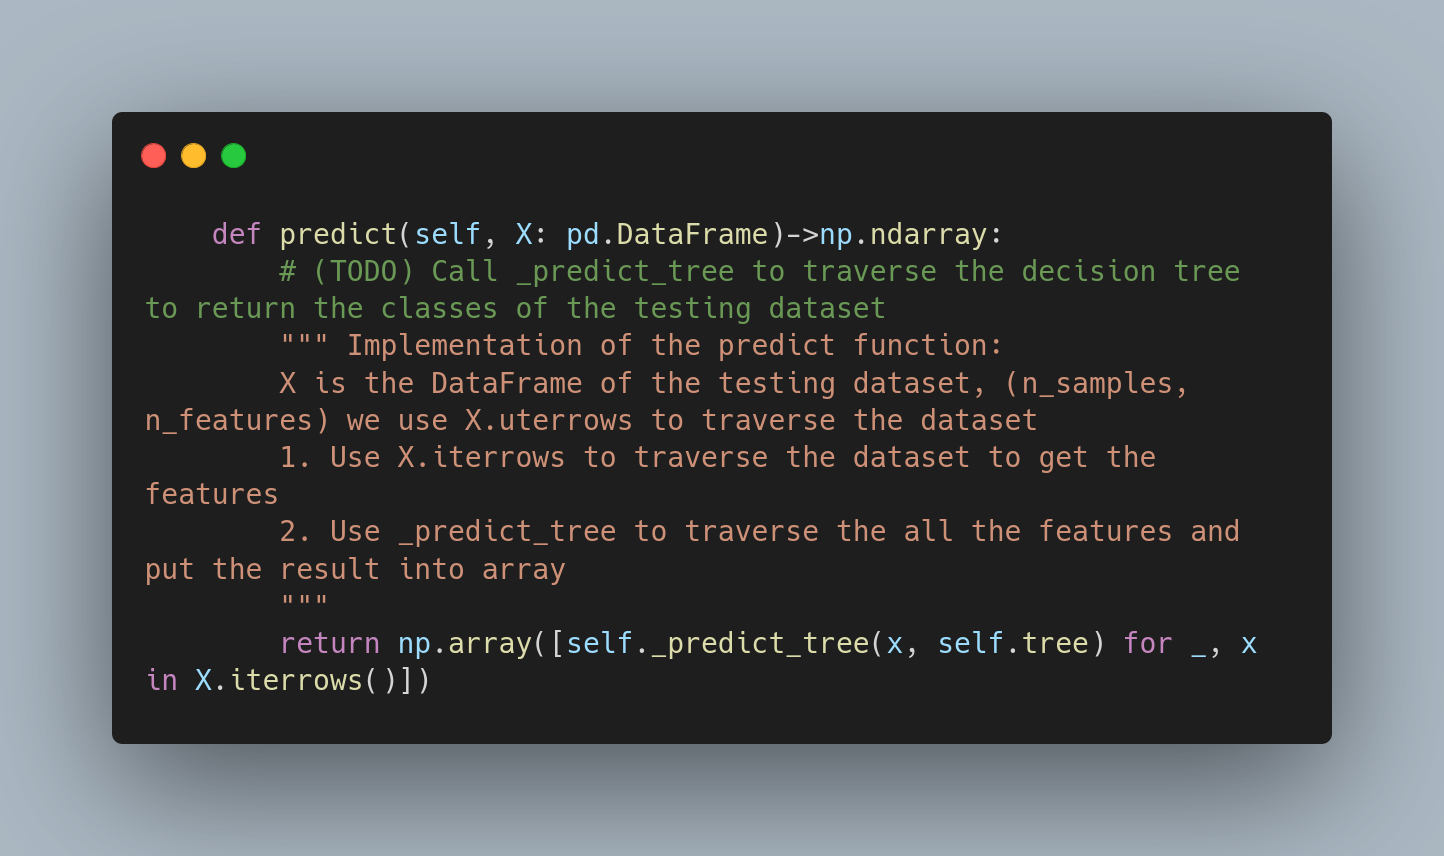 def predict(self, X: pd.DataFrame)->np.ndarray:
        # (TODO) Call _predict_tree to traverse the decision tree
to return the classes of the testing dataset
        """ Implementation of the predict function:
        X is the DataFrame of the testing dataset, (n_samples,
n_features) we use X.uterrows to traverse the dataset
        1. Use X.iterrows to traverse the dataset to get the
features
        2. Use _predict_tree to traverse the all the features and
put the result into array
        """
        return np.array([self._predict_tree(x, self.tree) for _, x
in X.iterrows()])